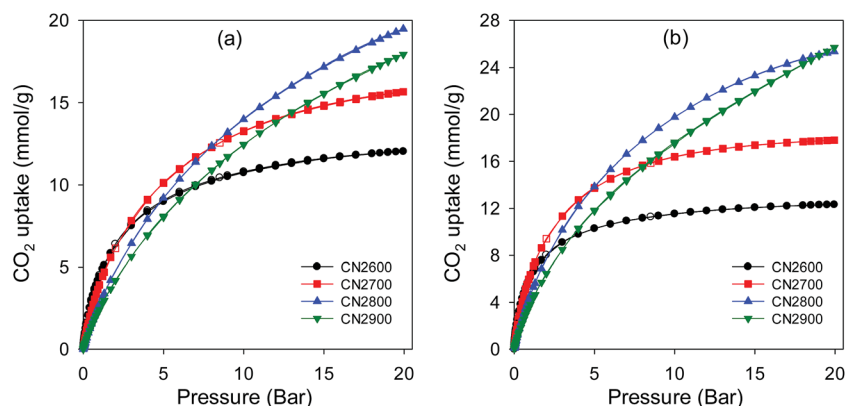 (a)
CO₂ uptake (mmol/g)
20
15
10
5
0
CN2600
CN2700
CN2800
CN2900
0 5 10 15 20
Pressure (Bar)
(b)
CO₂ uptake (mmol/g)
28
24
20
16
12
8
4
0
CN2600
CN2700
CN2800
CN2900
0 5 10 15 20
Pressure (Bar)